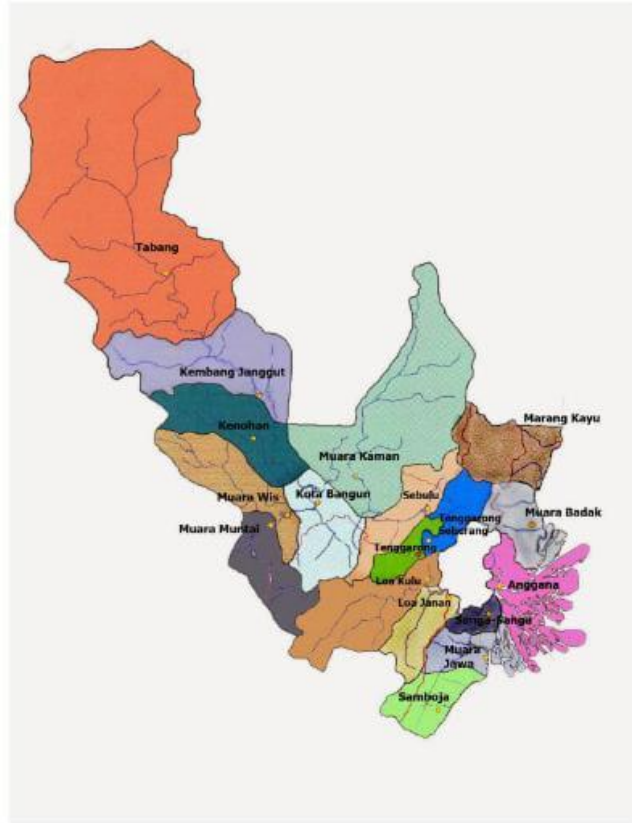 Tabang
Kembang Janggut
Kenohan
Marang Kayu
Muara Kaman
Muara Wis
Kota Bangun
Sebulu
Muara Badak
Muara Muntai
Tenggarong
Seberang
Tenggarong
Loa Kulu
Anggana
Loa Janan
Sanga-Sanga
Muara
Jawa
Samboja